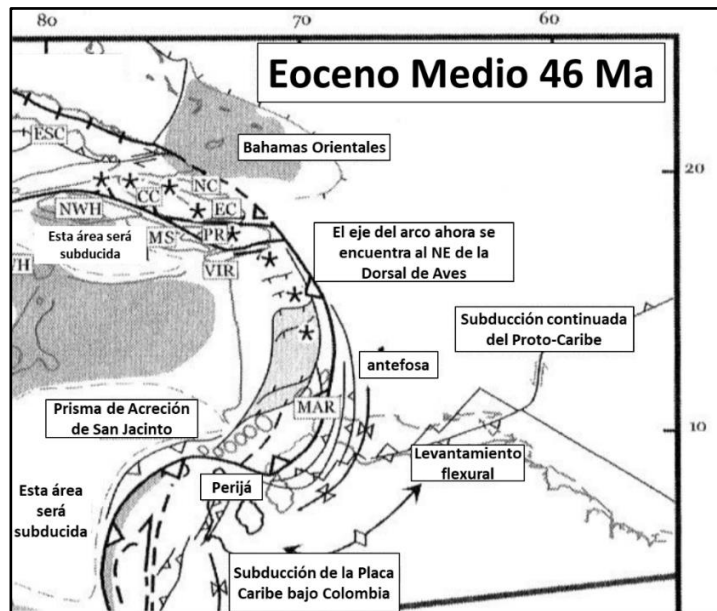 80
70
60
Eoceno Medio 46 Ma
ESC
Bahamas Orientales
20
NC
CC
EC
NWH
MS
PR
Esta área será
subducida
VIR
El eje del arco ahora se
encuentra al NE de la
Dorsal de Aves
Subducción continuada
del Proto-Caribe
antefosa
Prisma de Acreción
de San Jacinto
MAR
10
Levantamiento
flexural
Perijá
Esta área
será
subducida
Subducción de la Placa
Caribe bajo Colombia